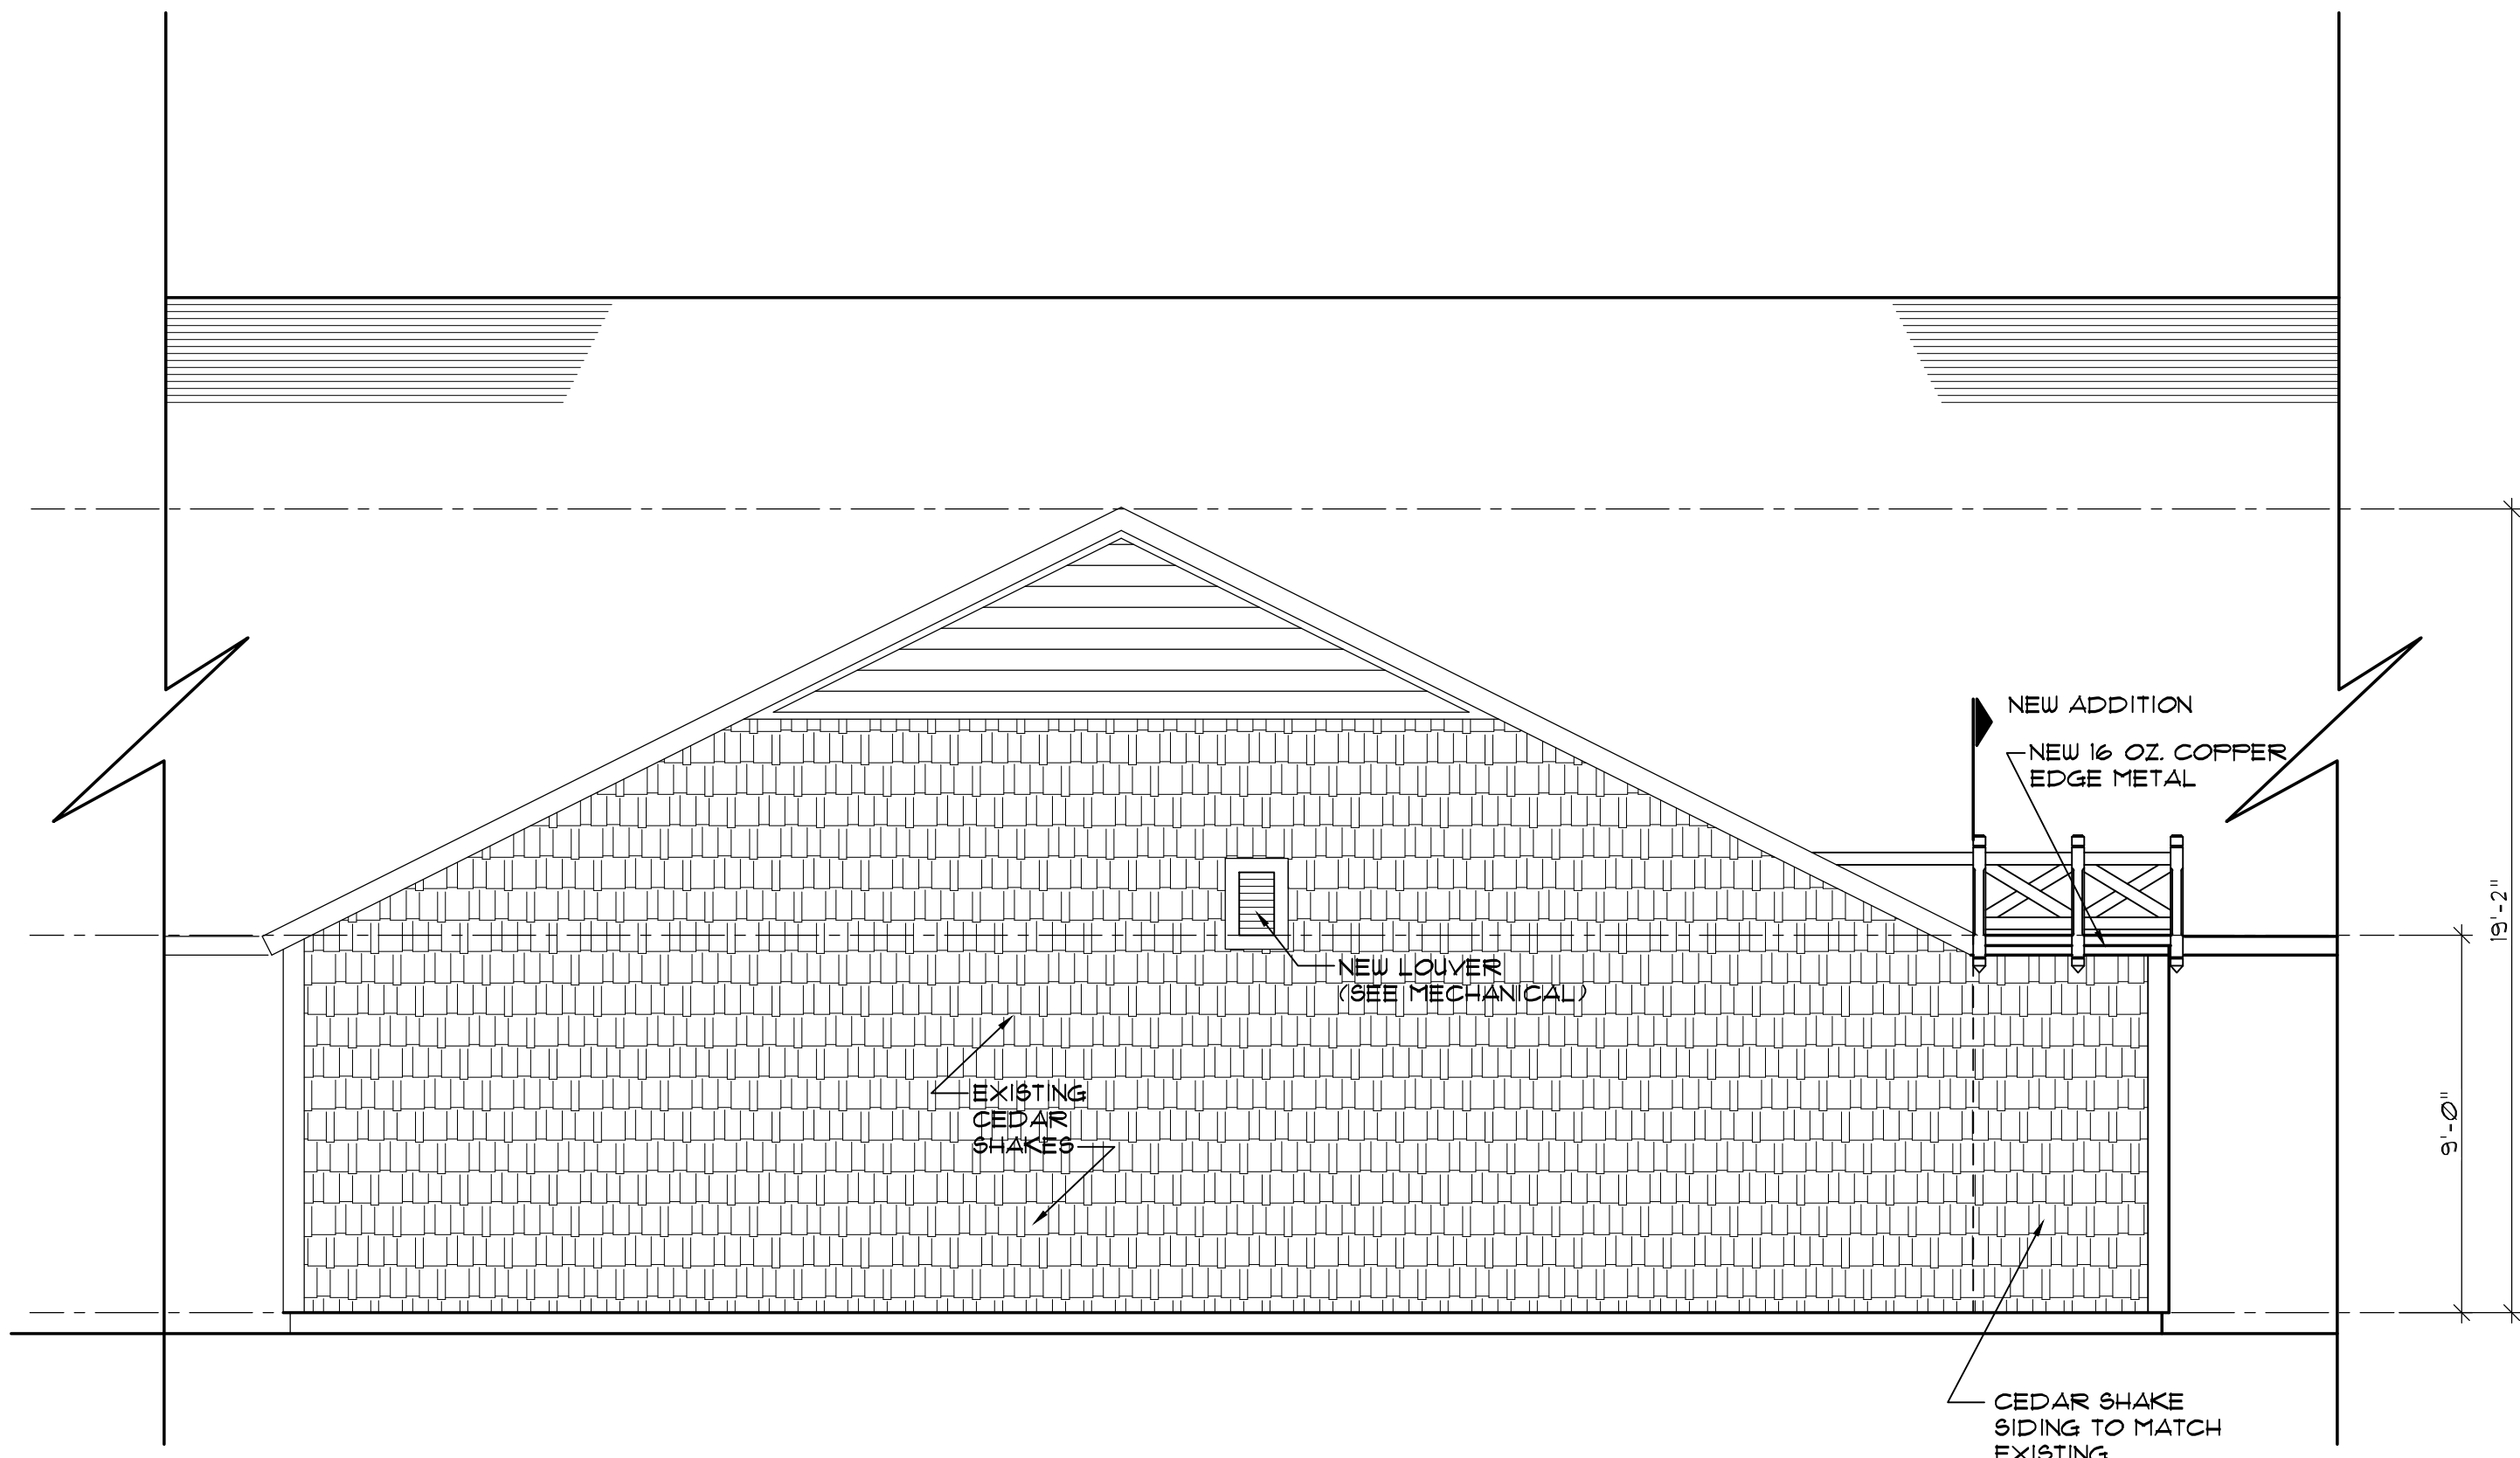 NEW ADDITION
NEW 16 OZ. COPPER
EDGE METAL
19'-2"
NEW LOUVER
(SEE MECHANICAL)
EXISTING
CEDAR
SHAKES
9'-0"
CEDAR SHAKE
SIDING TO MATCH
EXISTING